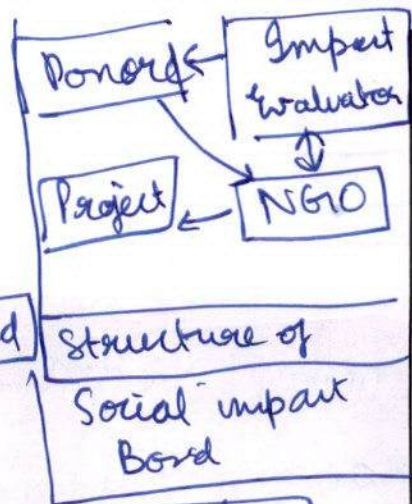 Donors Impact
Evaluator
Project NGO
d Structure of
Social impact
Bond